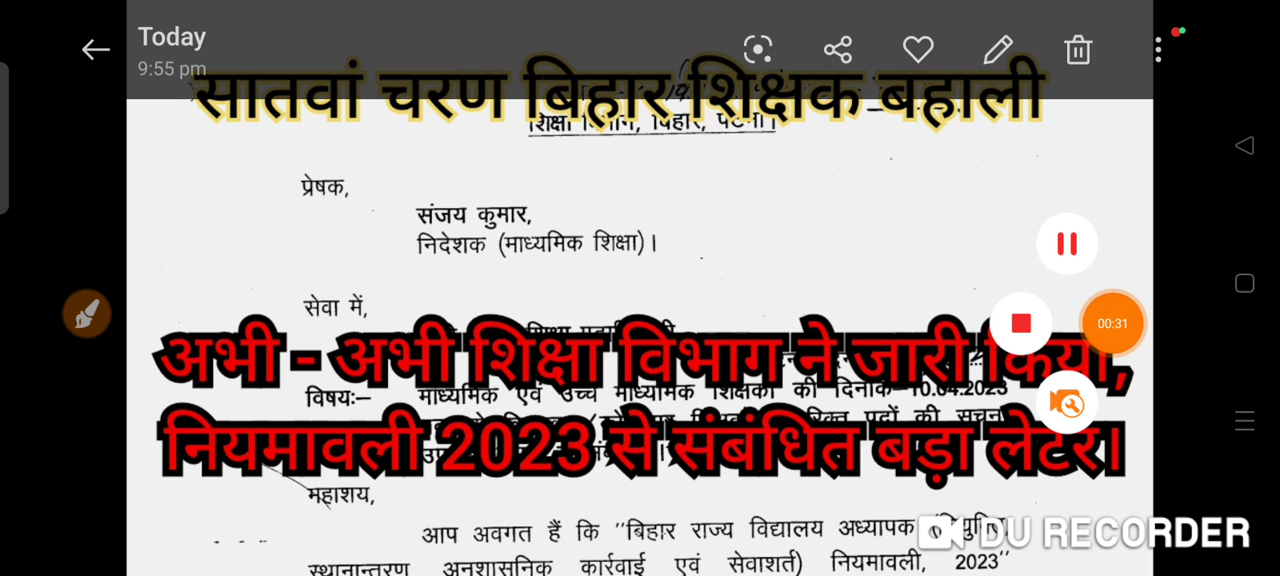 Today
9:55 pm
सातवां चरण बिहार शिक्षक बहाली
शिक्षा विभाग, बिहार, पटना।
प्रेषक,
संजय कुमार,
निदेशक (माध्यमिक शिक्षा)।
सेवा में,
अभी - अभी शिक्षा विभाग ने जारी किया,
00:31
विषयः– माध्यमिक एवं उच्च माध्यमिक शिक्षकों की दिनांक–10.04.2023
पदों की
नियमावली 2023 से संबंधित बड़ा लेटर।
महाशय,
आप अवगत हैं कि "बिहार राज्य विद्यालय अध्यापक
स्थानान्तरण अनुशासनिक कार्रवाई एवं सेवाशर्त) नियमावली, 2023"
DU RECORDER